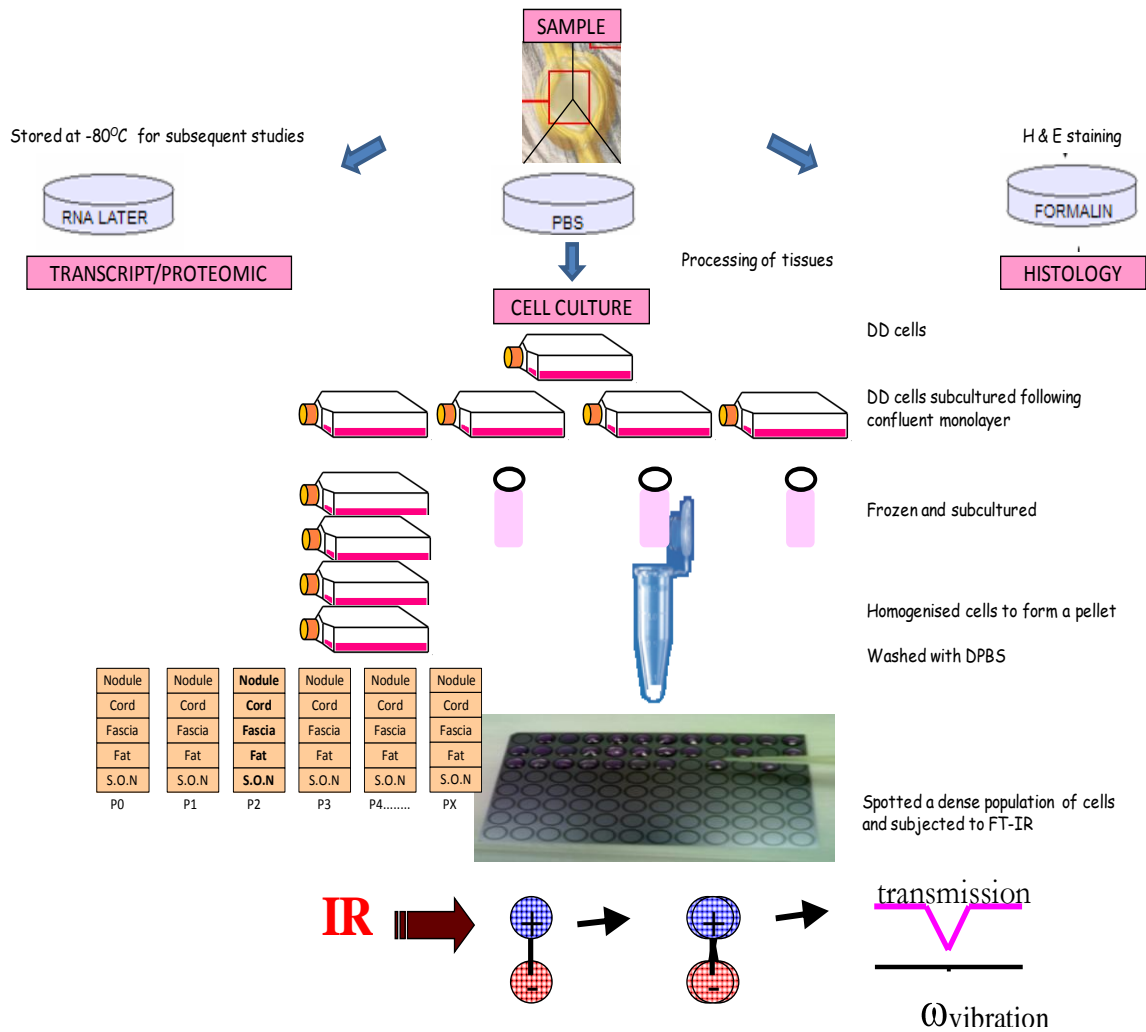 SAMPLE
Stored at -80⁰C for subsequent studies
H & E staining
RNA LATER
PBS
FORMALIN
TRANSCRIPT/PROTEOMIC
Processing of tissues
HISTOLOGY
CELL CULTURE
DD cells
DD cells subcultured following
confluent monolayer
Frozen and subcultured
Homogenised cells to form a pellet
Washed with DPBS
Nodule Nodule Nodule Nodule Nodule Nodule
Cord Cord Cord Cord Cord Cord
Fascia Fascia Fascia Fascia Fascia Fascia
Fat Fat Fat Fat Fat Fat
S.O.N S.O.N S.O.N S.O.N S.O.N S.O.N
P0 P1 P2 P3 P4........ PX
Spotted a dense population of cells
and subjected to FT-IR
transmission
IR
+ +
- -
ωvibration